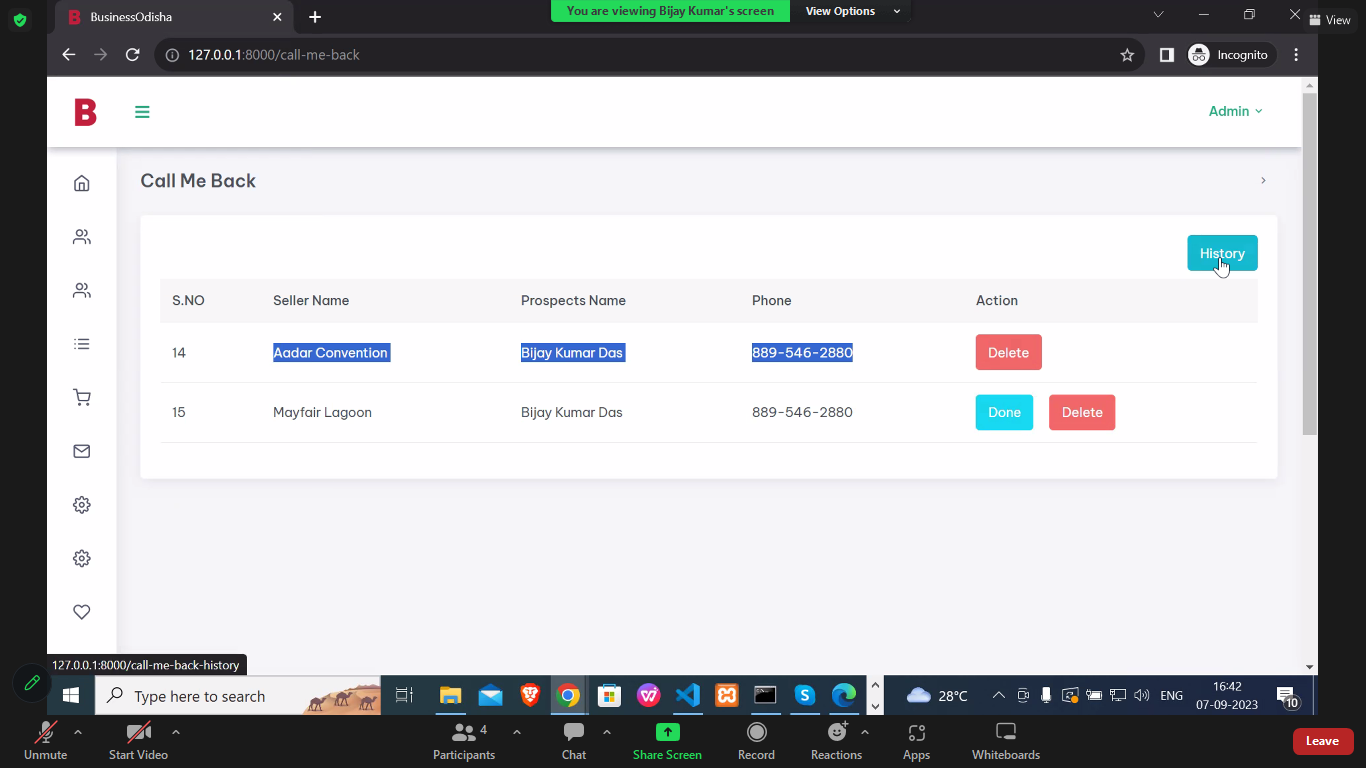 BusinessOdisha
You are viewing Bijay Kumar's screen
View Options
View
127.0.0.1:8000/call-me-back
Incognito
B
Admin
Call Me Back
History
S.NO Seller Name Prospects Name Phone Action
14 Aadar Convention Bijay Kumar Das 889-546-2880 Delete
15 Mayfair Lagoon Bijay Kumar Das 889-546-2880 Done Delete
127.0.0.1:8000/call-me-back-history
Type here to search
28°C
ENG
16:42
07-09-2023
10
Unmute
Start Video
Participants 4
Chat
Share Screen
Record
Reactions
Apps
Whiteboards
Leave